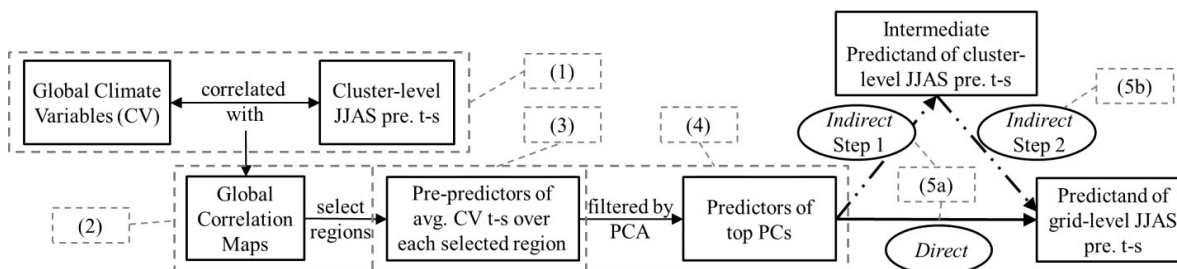 Global Climate
Variables (CV)
correlated
with
Cluster-level
JJAS pre. t-s
(1)
(2)
Global
Correlation
Maps
select
regions
(3)
Pre-predictors of
avg. CV t-s over
each selected region
filtered by
PCA
(4)
Predictors of
top PCs
Intermediate
Predictand of cluster-
level JJAS pre. t-s
Indirect
Step 1
(5a)
Indirect
Step 2
(5b)
Direct
Predictand of
grid-level JJAS
pre. t-s